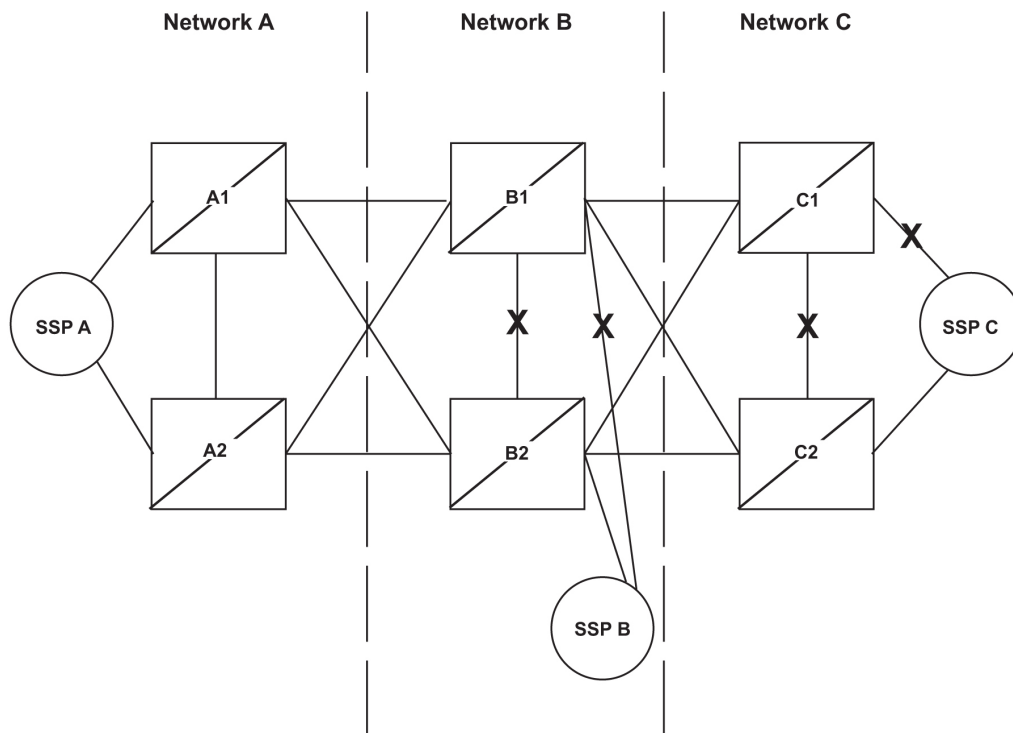 Network A
Network B
Network C
A1
B1
C1
X
SSP A
X
X
X
SSP C
A2
B2
C2
SSP B